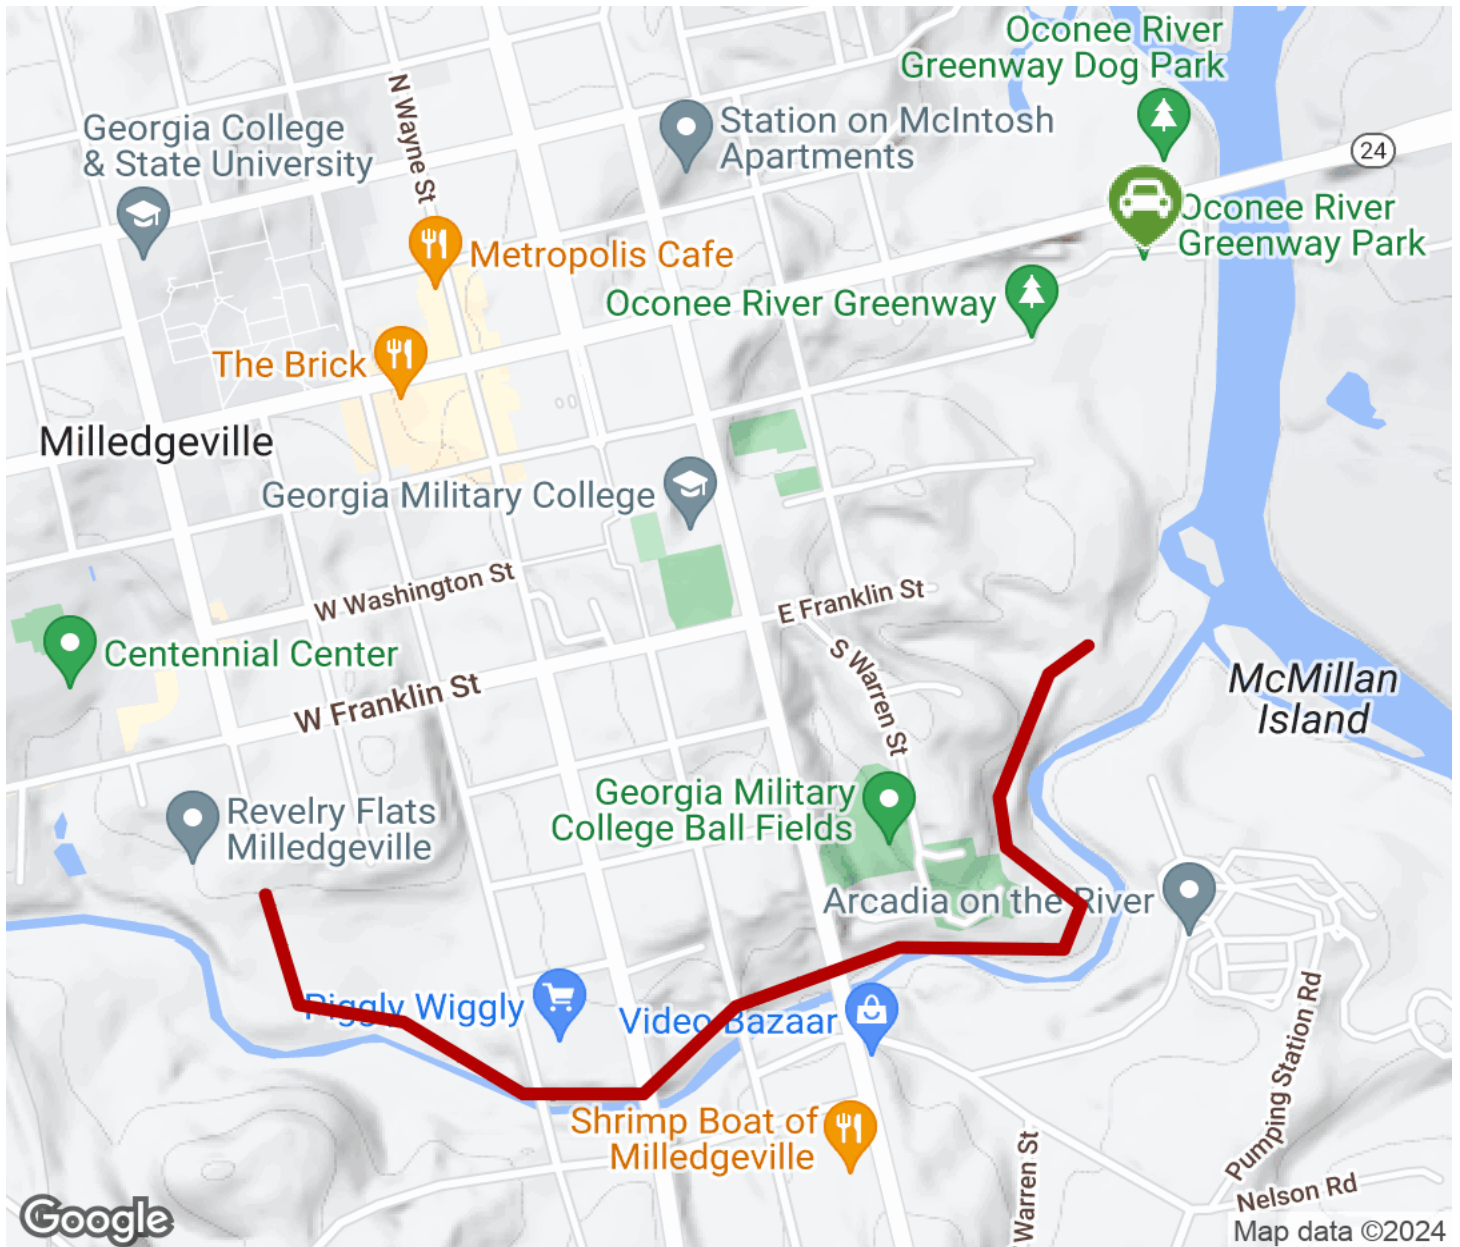 Oconee River
Greenway Dog Park
N Wayne St
Georgia College
& State University
Station on McIntosh
Apartments
24
Oconee River
Greenway Park
Metropolis Cafe
Oconee River Greenway
The Brick
Milledgeville
Georgia Military College
W Washington St
E Franklin St
Centennial Center
S Warren St
W Franklin St
McMillan
Island
Georgia Military
College Ball Fields
Revelry Flats
Milledgeville
Arcadia on the River
Piggly Wiggly
Video Bazaar
Pumping Station Rd
Shrimp Boat of
Milledgeville
Warren St
Nelson Rd
Google
Map data ©2024